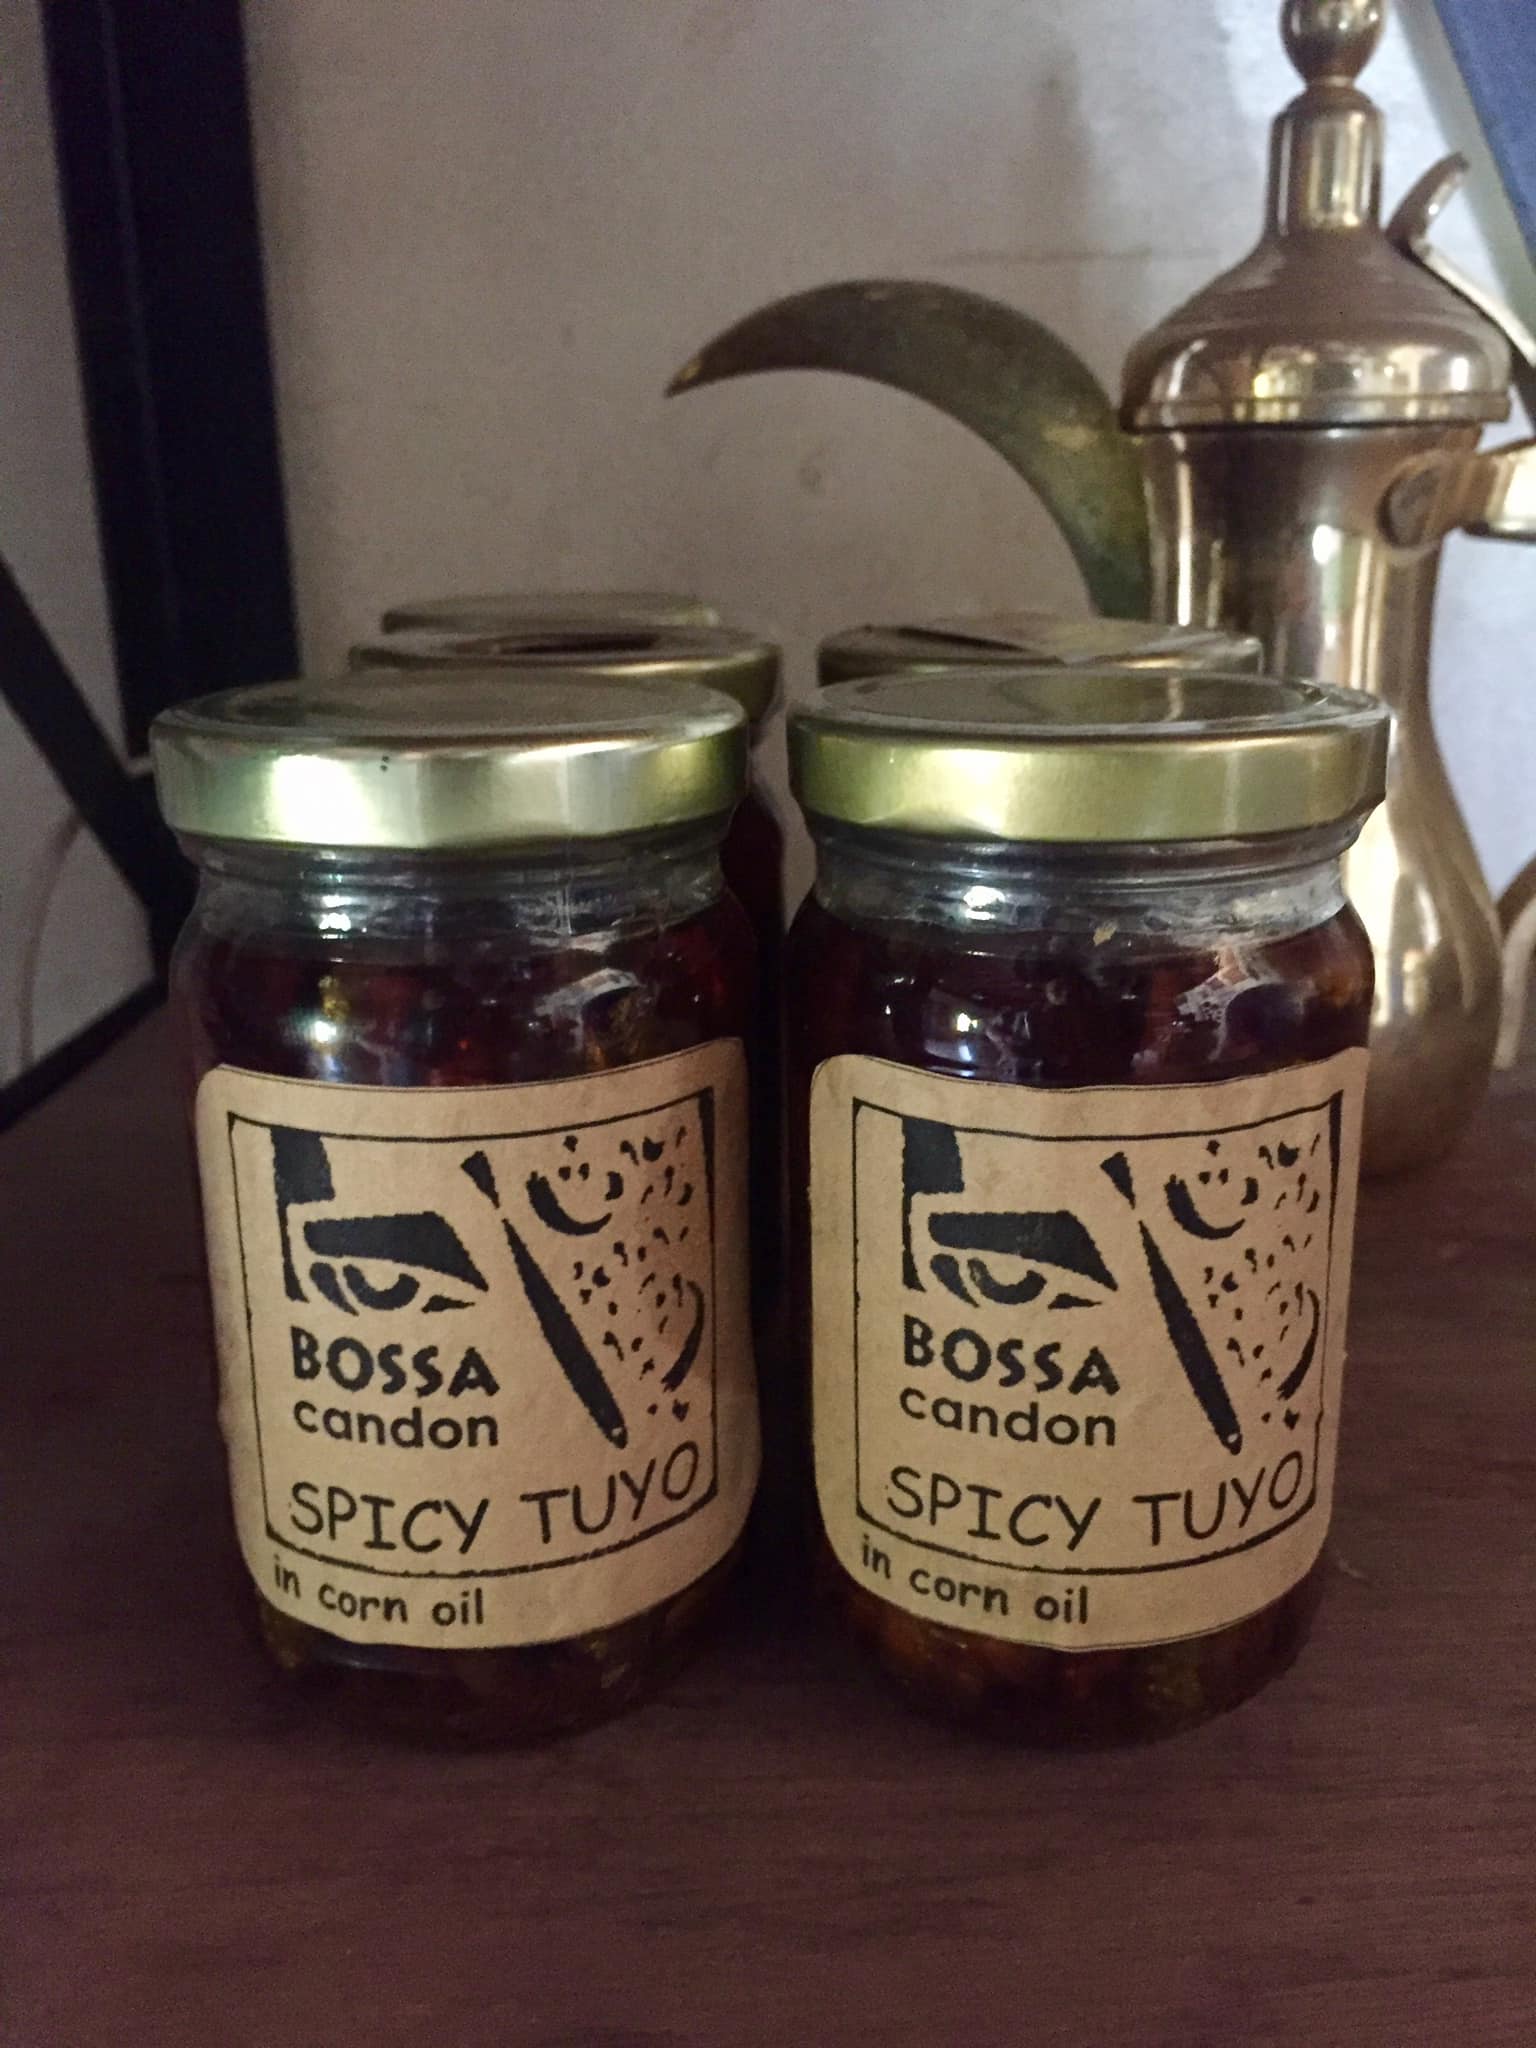 BOSSA
candon
SPICY TUYO
in corn oil
BOSSA
candon
SPICY TUYO
in corn oil